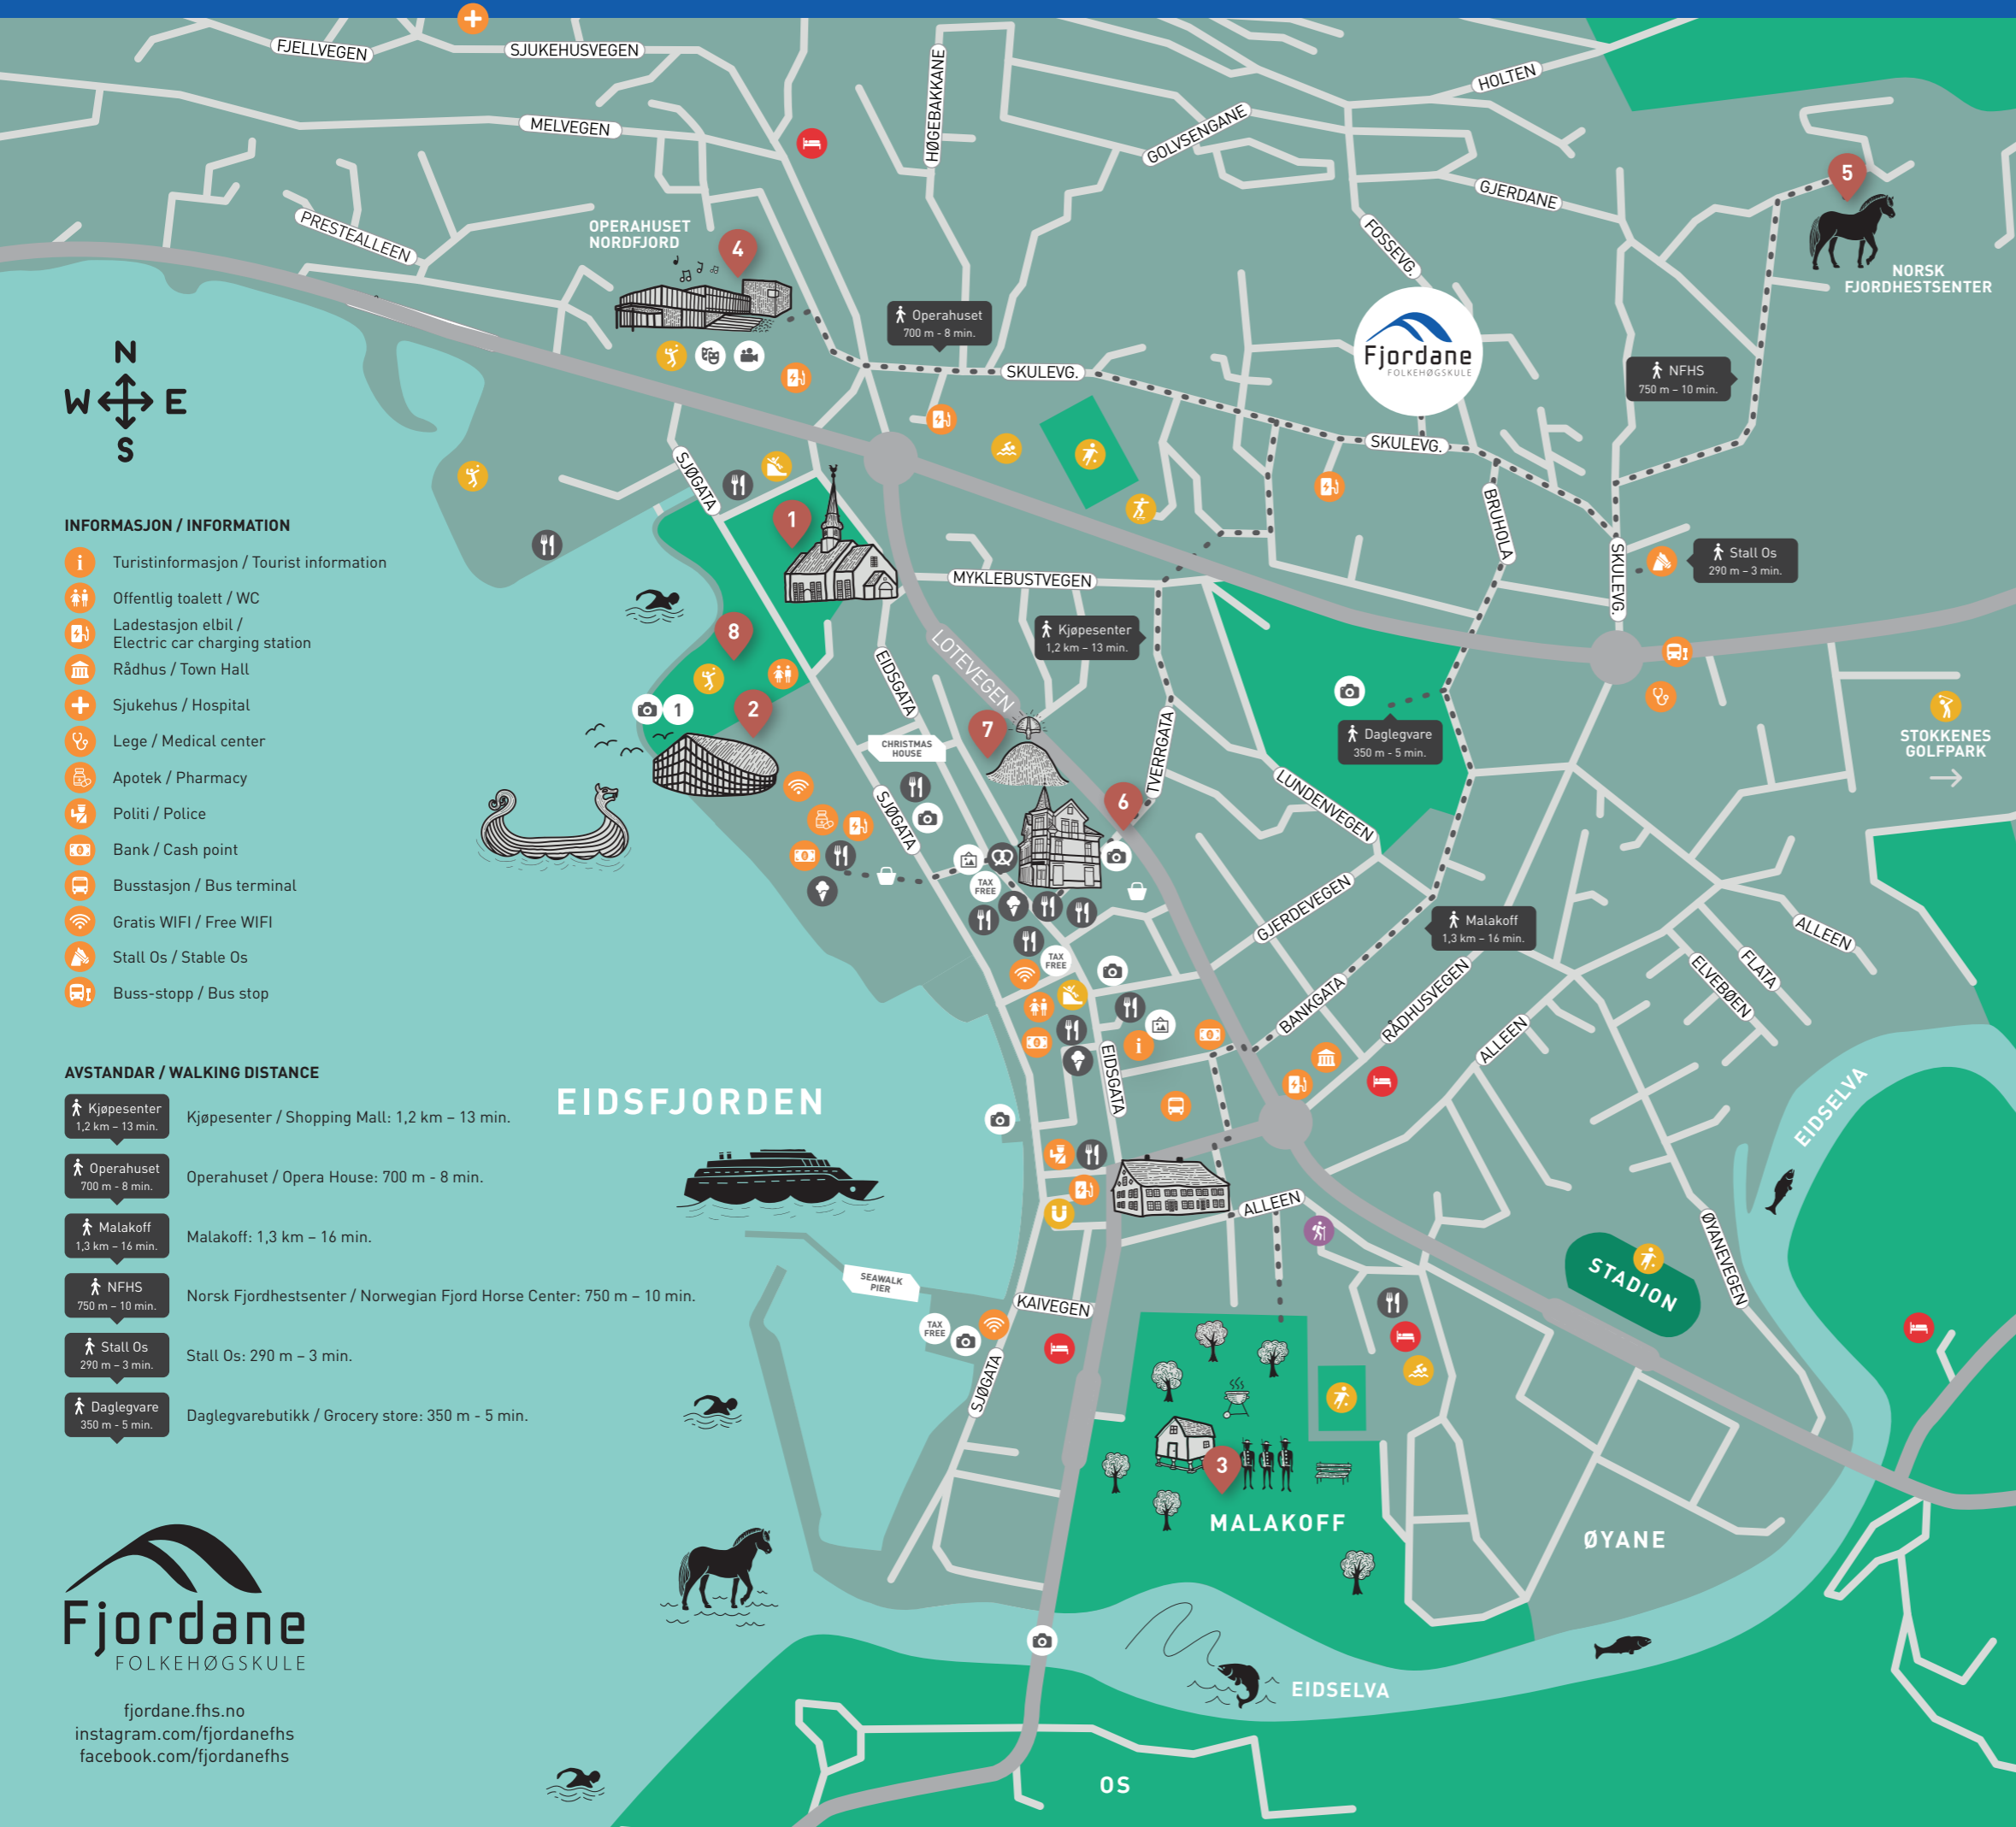 FJELLVEGEN
SJUKEHUSVEGEN
HØGEBAKKANE
HOLTEN
MELVEGEN
GOLVSENGANE
GJERDANE
5
PRESTEALLEEN
OPERAHUSET
NORDFJORD
4
FOSSEVG.
NORSK
FJORDHESTSENTER
Operahuset
700 m - 8 min.
Fjordane
FOLKEHØGSKULE
N
W E
S
SKULEVG.
NFHS
750 m – 10 min.
SKULEVG.
SJØGATA
1
BRUHOLA
SKULEVG.
Stall Os
290 m – 3 min.
MYKLEBUSTVEGEN
Kjøpesenter
1,2 km – 13 min.
8
LOTEVEGEN
EIDSGATA
1
2
7
CHRISTMAS
HOUSE
TVERRGATA
Daglegvare
350 m - 5 min.
STOKKENES
GOLFPARK
6
LUNDENVEGEN
SJØGATA
TAX
FREE
GJERDEVEGEN
Malakoff
1,3 km – 16 min.
ALLEEN
FLATA
ELVEBØEN
TAX
FREE
BANKGATA
RÅDHUSVEGEN
ALLEEN
EIDSGATA
EIDSELVA
INFORMASJON / INFORMATION
i Turistinformasjon / Tourist information
Offentlig toalett / WC
Ladestasjon elbil /
Electric car charging station
Rådhus / Town Hall
Sjukehus / Hospital
Lege / Medical center
Apotek / Pharmacy
Politi / Police
Bank / Cash point
Busstasjon / Bus terminal
Gratis WIFI / Free WIFI
Stall Os / Stable Os
Buss-stopp / Bus stop
AVSTANDAR / WALKING DISTANCE
Kjøpesenter
1,2 km – 13 min.
Kjøpesenter / Shopping Mall: 1,2 km – 13 min.
Operahuset
700 m - 8 min.
Operahuset / Opera House: 700 m - 8 min.
Malakoff
1,3 km – 16 min.
Malakoff: 1,3 km – 16 min.
NFHS
750 m – 10 min.
Norsk Fjordhestsenter / Norwegian Fjord Horse Center: 750 m – 10 min.
Stall Os
290 m – 3 min.
Stall Os: 290 m – 3 min.
Daglegvare
350 m - 5 min.
Daglegvarebutikk / Grocery store: 350 m - 5 min.
EIDSFJORDEN
i
U
ALLEEN
ØYANEVEGEN
STADION
SEAWALK
PIER
KAIVEGEN
TAX
FREE
SJØGATA
3
MALAKOFF
ØYANE
EIDSELVA
OS
Fjordane
FOLKEHØGSKULE
fjordane.fhs.no
instagram.com/fjordanefhs
facebook.com/fjordanefhs